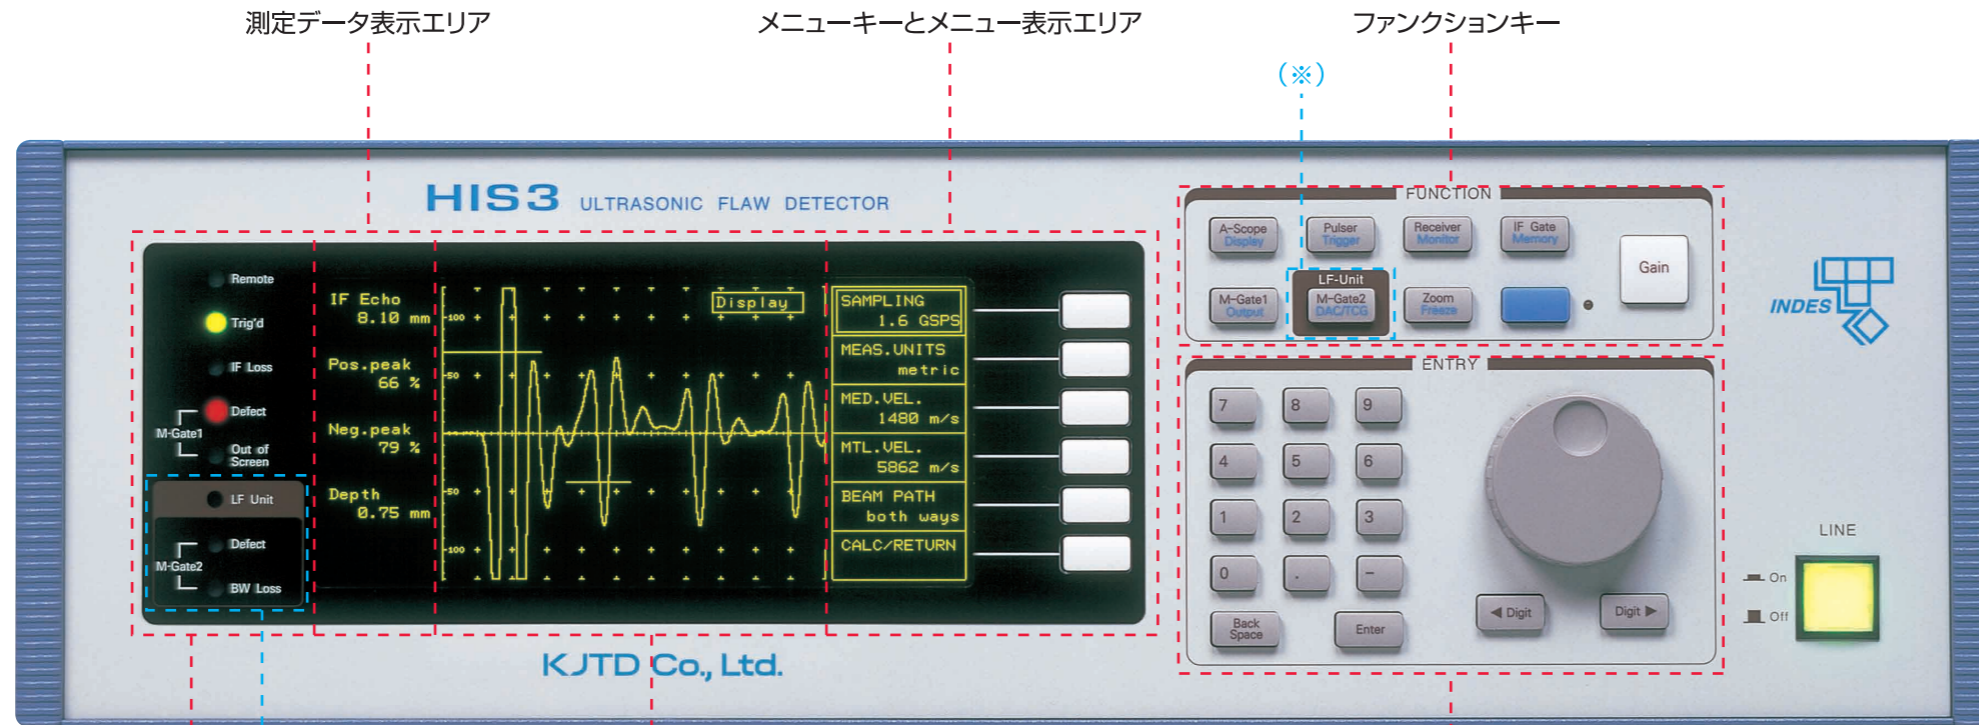 測定データ表示エリア
メニューキーとメニュー表示エリア
ファンクションキー
(※)
HIS3 ULTRASONIC FLAW DETECTOR
Remote
Trig'd
IF Loss
Defect
M-Gate1
Out of
Screen
LF Unit
Defect
M-Gate2
BW Loss
IF Echo
8.10 mm
Pos.peak
66 %
Neg.peak
79 %
Depth
0.75 mm
Display
-100
-50
-50
-100
SAMPLING
1.6 GSPS
MEAS.UNITS
metric
MED.VEL.
1480 m/s
MTL.VEL.
5862 m/s
BEAM PATH
both ways
CALC/RETURN
KJTD Co., Ltd.
FUNCTION
A-Scope
Display
Pulser
Trigger
Receiver
Monitor
IF Gate
Memory
Gain
M-Gate1
Output
LF-Unit
M-Gate2
DAC/TCG
Zoom
Freeze
ENTRY
7 8 9
4 5 6
1 2 3
0 . −
Back
Space
Enter
◀ Digit
Digit ▶
INDES
LINE
On
Off